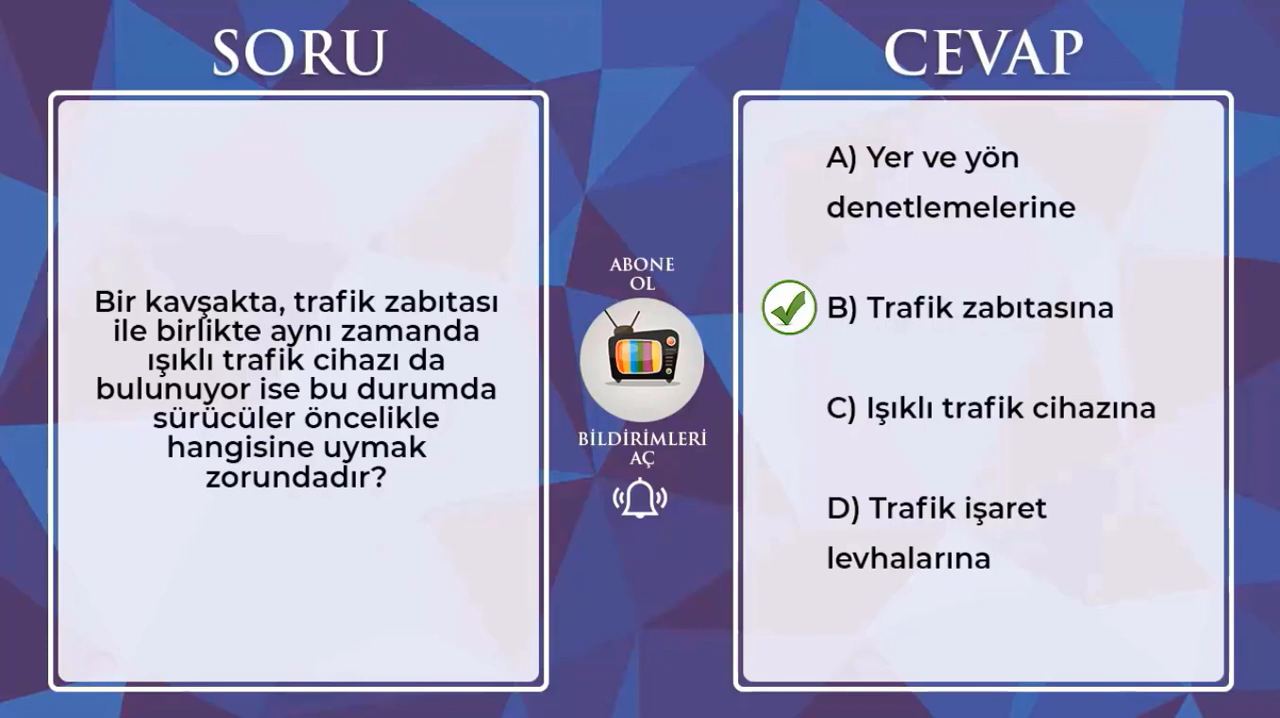 SORU
Bir kavşakta, trafik zabıtası
ile birlikte aynı zamanda
ışıklı trafik cihazı da
bulunuyor ise bu durumda
sürücüler öncelikle
hangisine uymak
zorundadır?
ABONE
OL
BİLDİRİMLERİ
AÇ
CEVAP
A) Yer ve yön
denetlemelerine
B) Trafik zabıtasına
C) Işıklı trafik cihazına
D) Trafik işaret
levhalarına